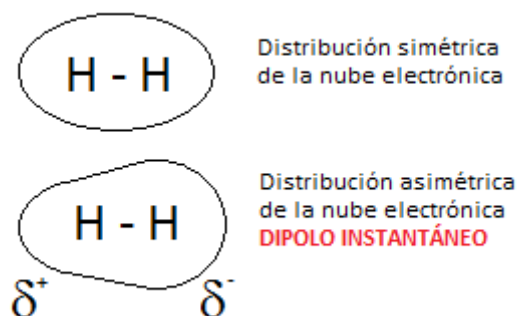 H - H
Distribución simétrica
de la nube electrónica
H - H
Distribución asimétrica
de la nube electrónica
DIPOLO INSTANTÁNEO
δ⁺ δ⁻